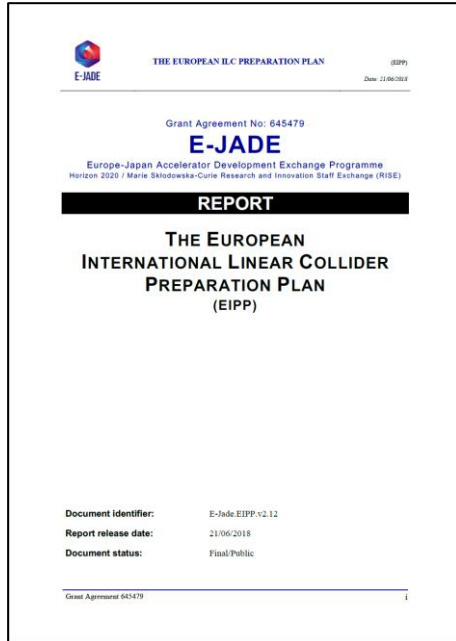 E-JADE
THE EUROPEAN ILC PREPARATION PLAN
(EIPP)
Date: 21/06/2018
Grant Agreement No: 645479
E-JADE
Europe-Japan Accelerator Development Exchange Programme
Horizon 2020 / Marie Skłodowska-Curie Research and Innovation Staff Exchange (RISE)
REPORT
THE EUROPEAN
INTERNATIONAL LINEAR COLLIDER
PREPARATION PLAN
(EIPP)
Document identifier: E-Jade.EIPP.v2.12
Report release date: 21/06/2018
Document status: Final/Public
Grant Agreement 645479 i